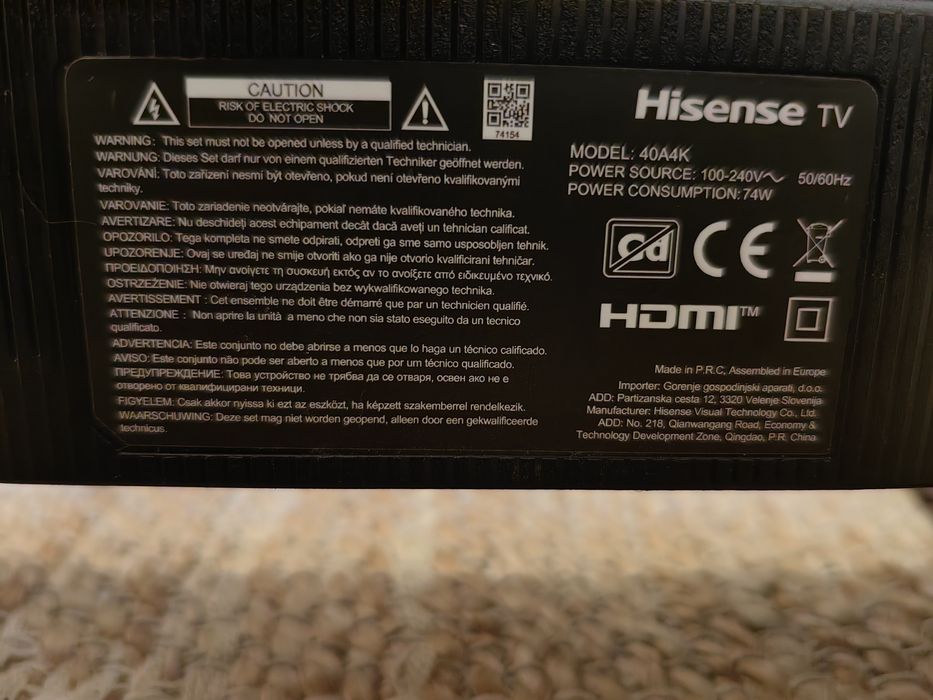 CAUTION
RISK OF ELECTRIC SHOCK
DO NOT OPEN
74154
WARNING: This set must not be opened unless by a qualified technician.
WARNUNG: Dieses Set darf nur von einem qualifizierten Techniker geöffnet werden.
VAROVÁNÍ: Toto zařízení nesmí být otevřeno, pokud není otevřeno kvalifikovanými
techniky.
VAROVANIE: Toto zariadenie neotvárajte, pokiaľ nemáte kvalifikovaného technika.
AVERTIZARE: Nu deschideți acest echipament decât dacă aveți un tehnician calificat.
OPOZORILO: Tega kompleta ne smete odpirati, odpreti ga sme samo usposobljen tehnik.
UPOZORENJE: Ovaj se uređaj ne smije otvoriti ako ga nije otvorio kvalificirani tehničar.
ΠΡΟΕΙΔΟΠΟΙΗΣΗ: Μην ανοίγετε τη συσκευή εκτός αν το ανοίξετε από ειδικευμένο τεχνικό.
OSTRZEŻENIE: Nie otwieraj tego urządzenia bez wykwalifikowanego technika.
AVERTISSEMENT : Cet ensemble ne doit être démarré que par un technicien qualifié.
ATTENZIONE : Non aprire la unità a meno che non sia stato eseguito da un tecnico
qualificato.
ADVERTENCIA: Este conjunto no debe abrirse a menos que lo haga un técnico calificado.
AVISO: Este conjunto não pode ser aberto a menos que por um técnico qualificado.
ПРЕДУПРЕЖДЕНИЕ: Това устройство не трябва да се отваря, освен ако не е
отворено от квалифицирани техници.
FIGYELEM: Csak akkor nyissa ki ezt az eszközt, ha képzett szakemberrel rendelkezik.
WAARSCHUWING: Deze set mag niet worden geopend, alleen door een gekwalificeerde
technicus.
Hisense TV
MODEL: 40A4K
POWER SOURCE: 100-240V～ 50/60Hz
POWER CONSUMPTION: 74W
Cd
CE
HDMI™
Made in P.R.C, Assembled in Europe
Importer: Gorenje gospodinjski aparati, d.o.o.
ADD: Partizanska cesta 12, 3320 Velenje Slovenija
Manufacturer: Hisense Visual Technology Co., Ltd.
ADD: No. 218, Qianwangang Road, Economy &
Technology Development Zone, Qingdao, P.R. China